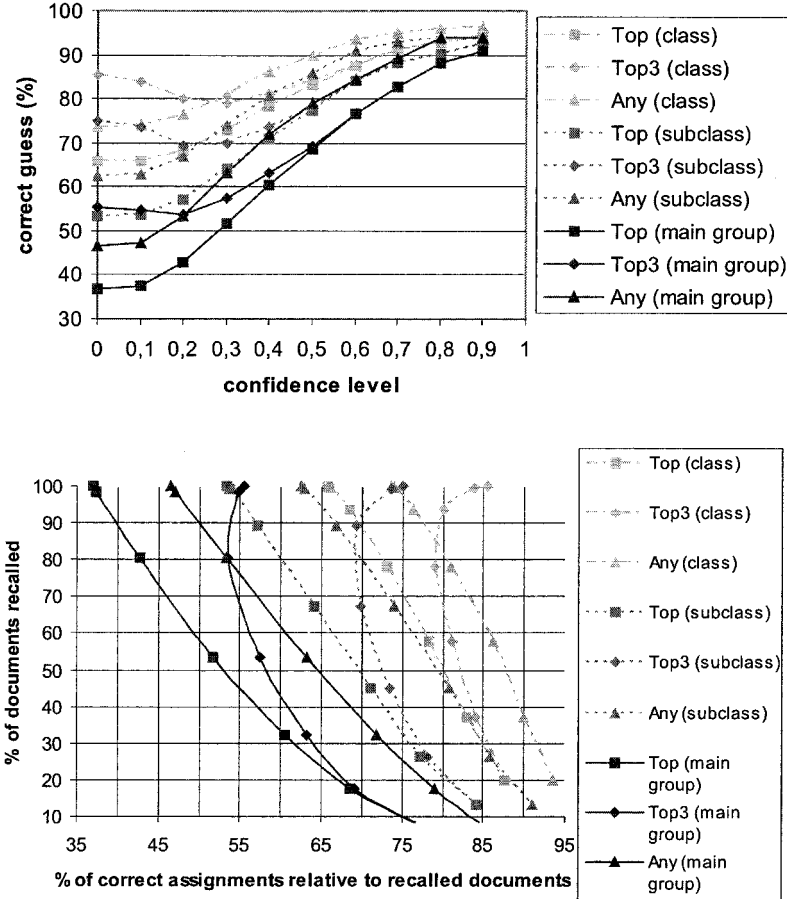 100
90
80
70
60
50
40
30
correct guess (%)
0 0,1 0,2 0,3 0,4 0,5 0,6 0,7 0,8 0,9 1
confidence level
Top (class)
Top3 (class)
Any (class)
Top (subclass)
Top3 (subclass)
Any (subclass)
Top (main group)
Top3 (main group)
Any (main group)
100
90
80
70
60
50
40
30
20
10
% of documents recalled
35 45 55 65 75 85 95
% of correct assignments relative to recalled documents
Top (class)
Top3 (class)
Any (class)
Top (subclass)
Top3 (subclass)
Any (subclass)
Top (main
group)
Top3 (main
group)
Any (main
group)